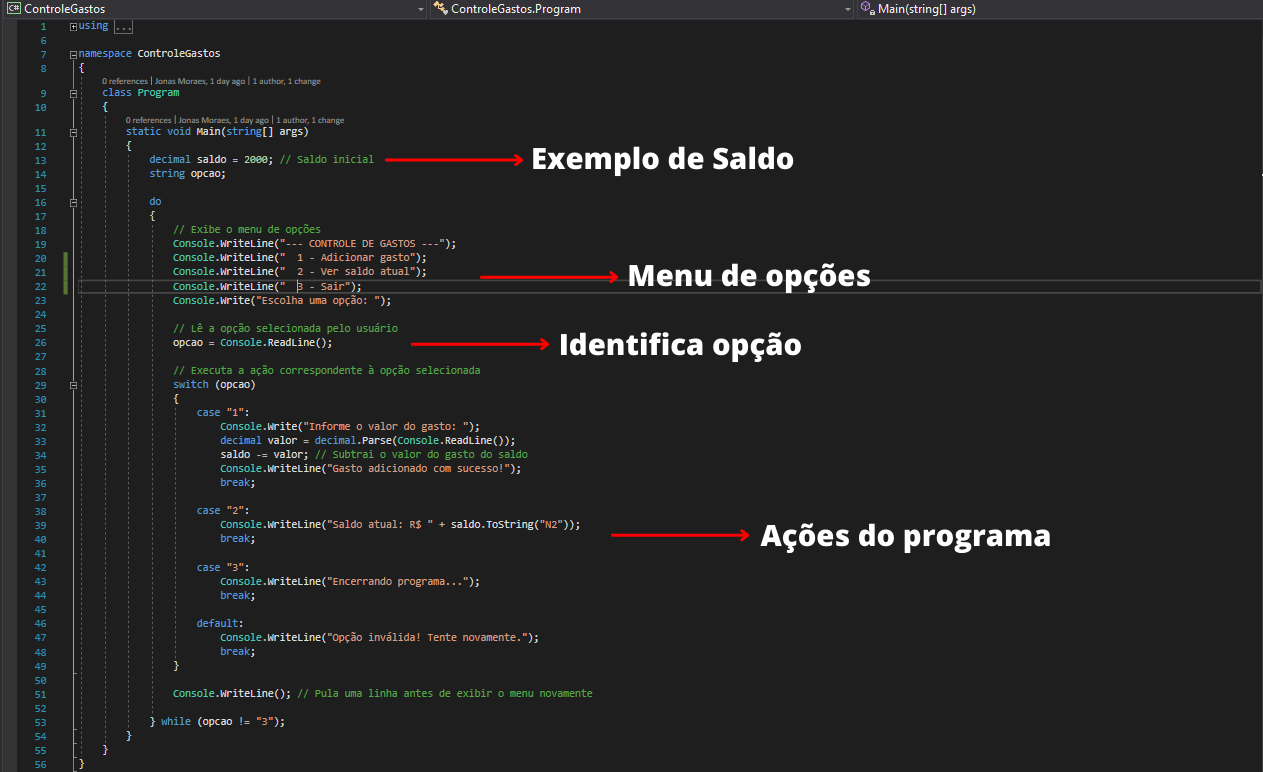 C# ControleGastos ControleGastos.Program Main(string[] args)
1 using ...
6
7 namespace ControleGastos
8 {
0 references | Jonas Moraes, 1 day ago | 1 author, 1 change
9 class Program
10 {
0 references | Jonas Moraes, 1 day ago | 1 author, 1 change
11 static void Main(string[] args)
12 {
13 decimal saldo = 2000; // Saldo inicial Exemplo de Saldo
14 string opcao;
15
16 do
17 {
18 // Exibe o menu de opções
19 Console.WriteLine("--- CONTROLE DE GASTOS ---");
20 Console.WriteLine("  1 - Adicionar gasto");
21 Console.WriteLine("  2 - Ver saldo atual"); Menu de opções
22 Console.WriteLine("  3 - Sair");
23 Console.Write("Escolha uma opção: ");
24
25 // Lê a opção selecionada pelo usuário
26 opcao = Console.ReadLine(); Identifica opção
27
28 // Executa a ação correspondente à opção selecionada
29 switch (opcao)
30 {
31 case "1":
32 Console.Write("Informe o valor do gasto: ");
33 decimal valor = decimal.Parse(Console.ReadLine());
34 saldo -= valor; // Subtrai o valor do gasto do saldo
35 Console.WriteLine("Gasto adicionado com sucesso!");
36 break;
37
38 case "2":
39 Console.WriteLine("Saldo atual: R$ " + saldo.ToString("N2"));
40 break; Ações do programa
41
42 case "3":
43 Console.WriteLine("Encerrando programa...");
44 break;
45
46 default:
47 Console.WriteLine("Opção inválida! Tente novamente.");
48 break;
49 }
50
51 Console.WriteLine(); // Pula uma linha antes de exibir o menu novamente
52
53 } while (opcao != "3");
54 }
55 }
56 }